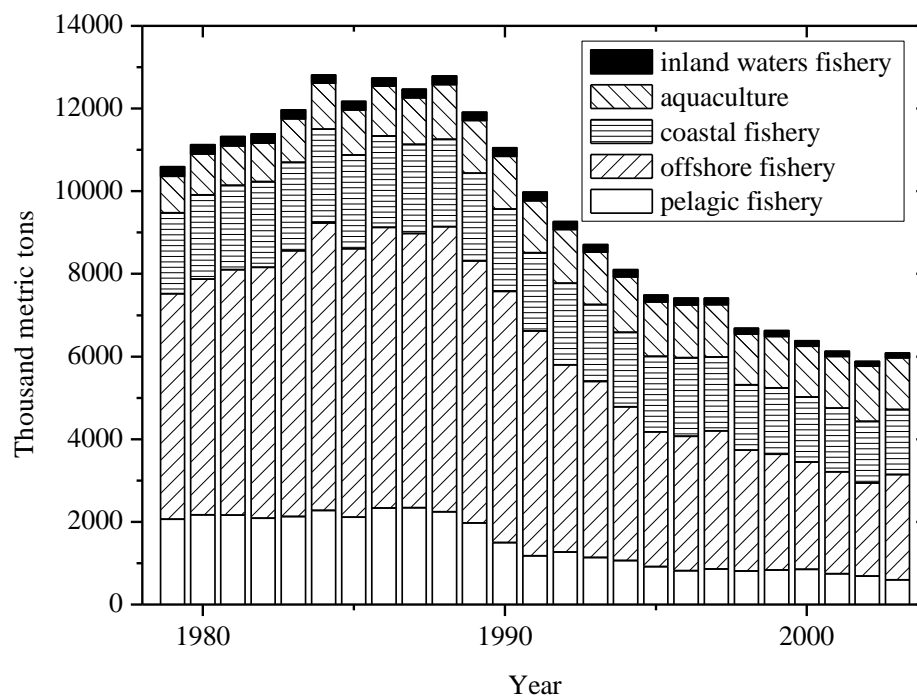 14000
12000
10000
8000
6000
4000
2000
0
Thousand metric tons
inland waters fishery
aquaculture
coastal fishery
offshore fishery
pelagic fishery
1980
1990
2000
Year